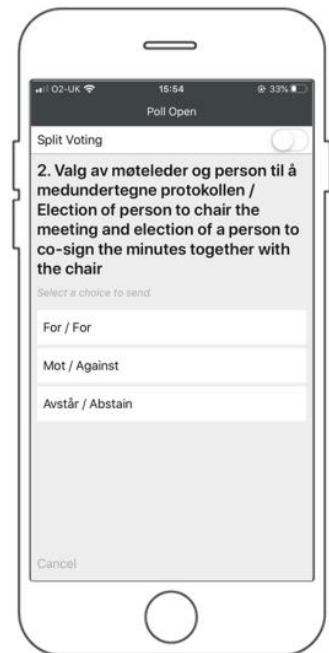 O2-UK 15:54 33%
Poll Open
Split Voting
2. Valg av møteleder og person til å
medundertegne protokollen /
Election of person to chair the
meeting and election of a person to
co-sign the minutes together with
the chair
Select a choice to send.
For / For
Mot / Against
Avstår / Abstain
Cancel